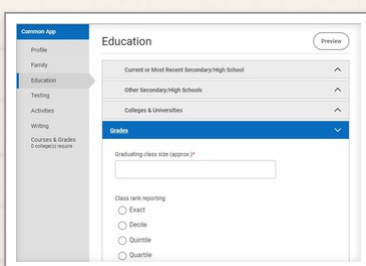 Common App
Profile
Family
Education
Testing
Activities
Writing
Courses & Grades
0 college(s) require
Education
Preview
Current or Most Recent Secondary/High School
Other Secondary/High Schools
Colleges & Universities
Grades
Graduating class size (approx.)*
Class rank reporting
Exact
Decile
Quintile
Quartile